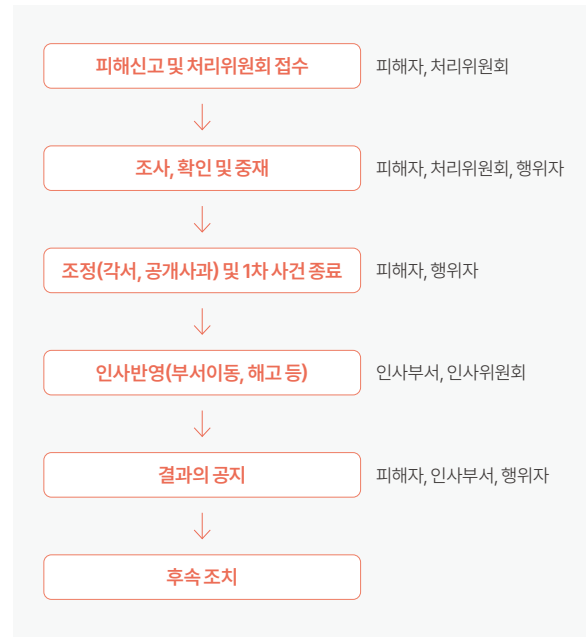 피해신고 및 처리위원회 접수 피해자, 처리위원회
조사, 확인 및 중재 피해자, 처리위원회, 행위자
조정(각서, 공개사과) 및 1차 사건 종료 피해자, 행위자
인사반영(부서이동, 해고 등) 인사부서, 인사위원회
결과의 공지 피해자, 인사부서, 행위자
후속 조치